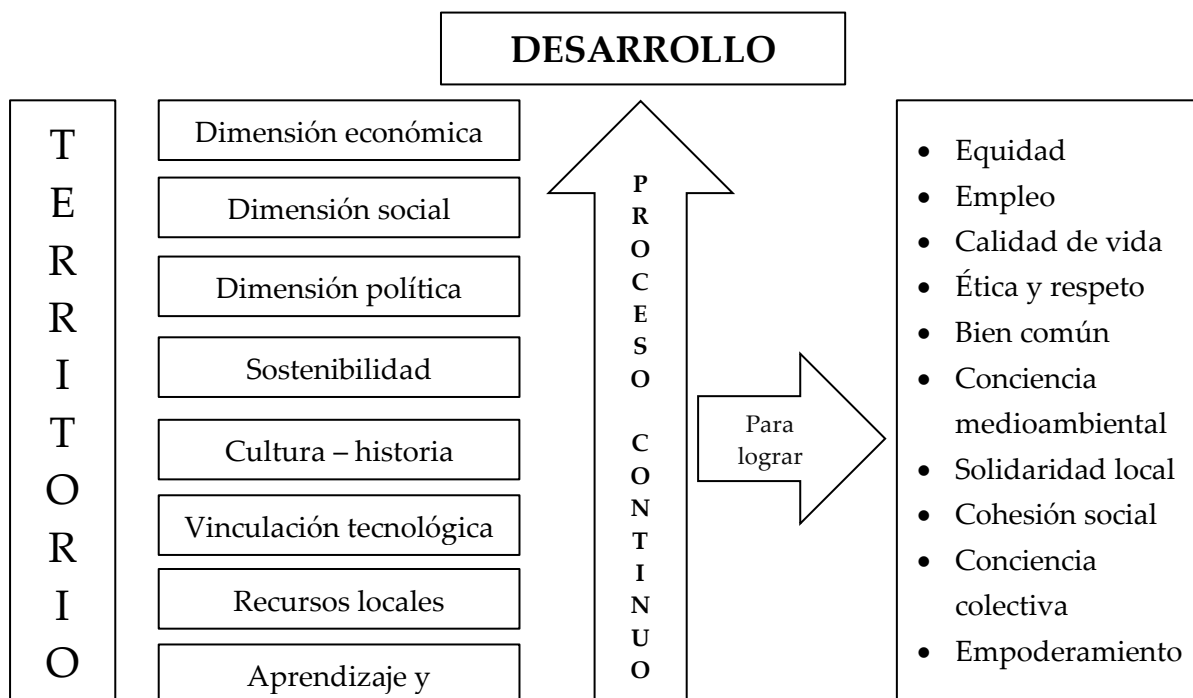 DESARROLLO
TERRITORIO
Dimensión económica
Dimensión social
Dimensión política
Sostenibilidad
Cultura – historia
Vinculación tecnológica
Recursos locales
Aprendizaje y
PROCESO CONTINUO
Para
lograr
• Equidad
• Empleo
• Calidad de vida
• Ética y respeto
• Bien común
• Conciencia
medioambiental
• Solidaridad local
• Cohesión social
• Conciencia
colectiva
• Empoderamiento